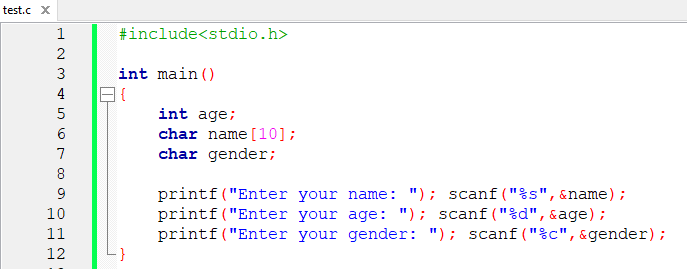 test.c X
1 #include<stdio.h>
2
3 int main()
4 {
5 int age;
6 char name[10];
7 char gender;
8
9 printf("Enter your name: "); scanf("%s",&name);
10 printf("Enter your age: "); scanf("%d",&age);
11 printf("Enter your gender: "); scanf("%c",&gender);
12 }